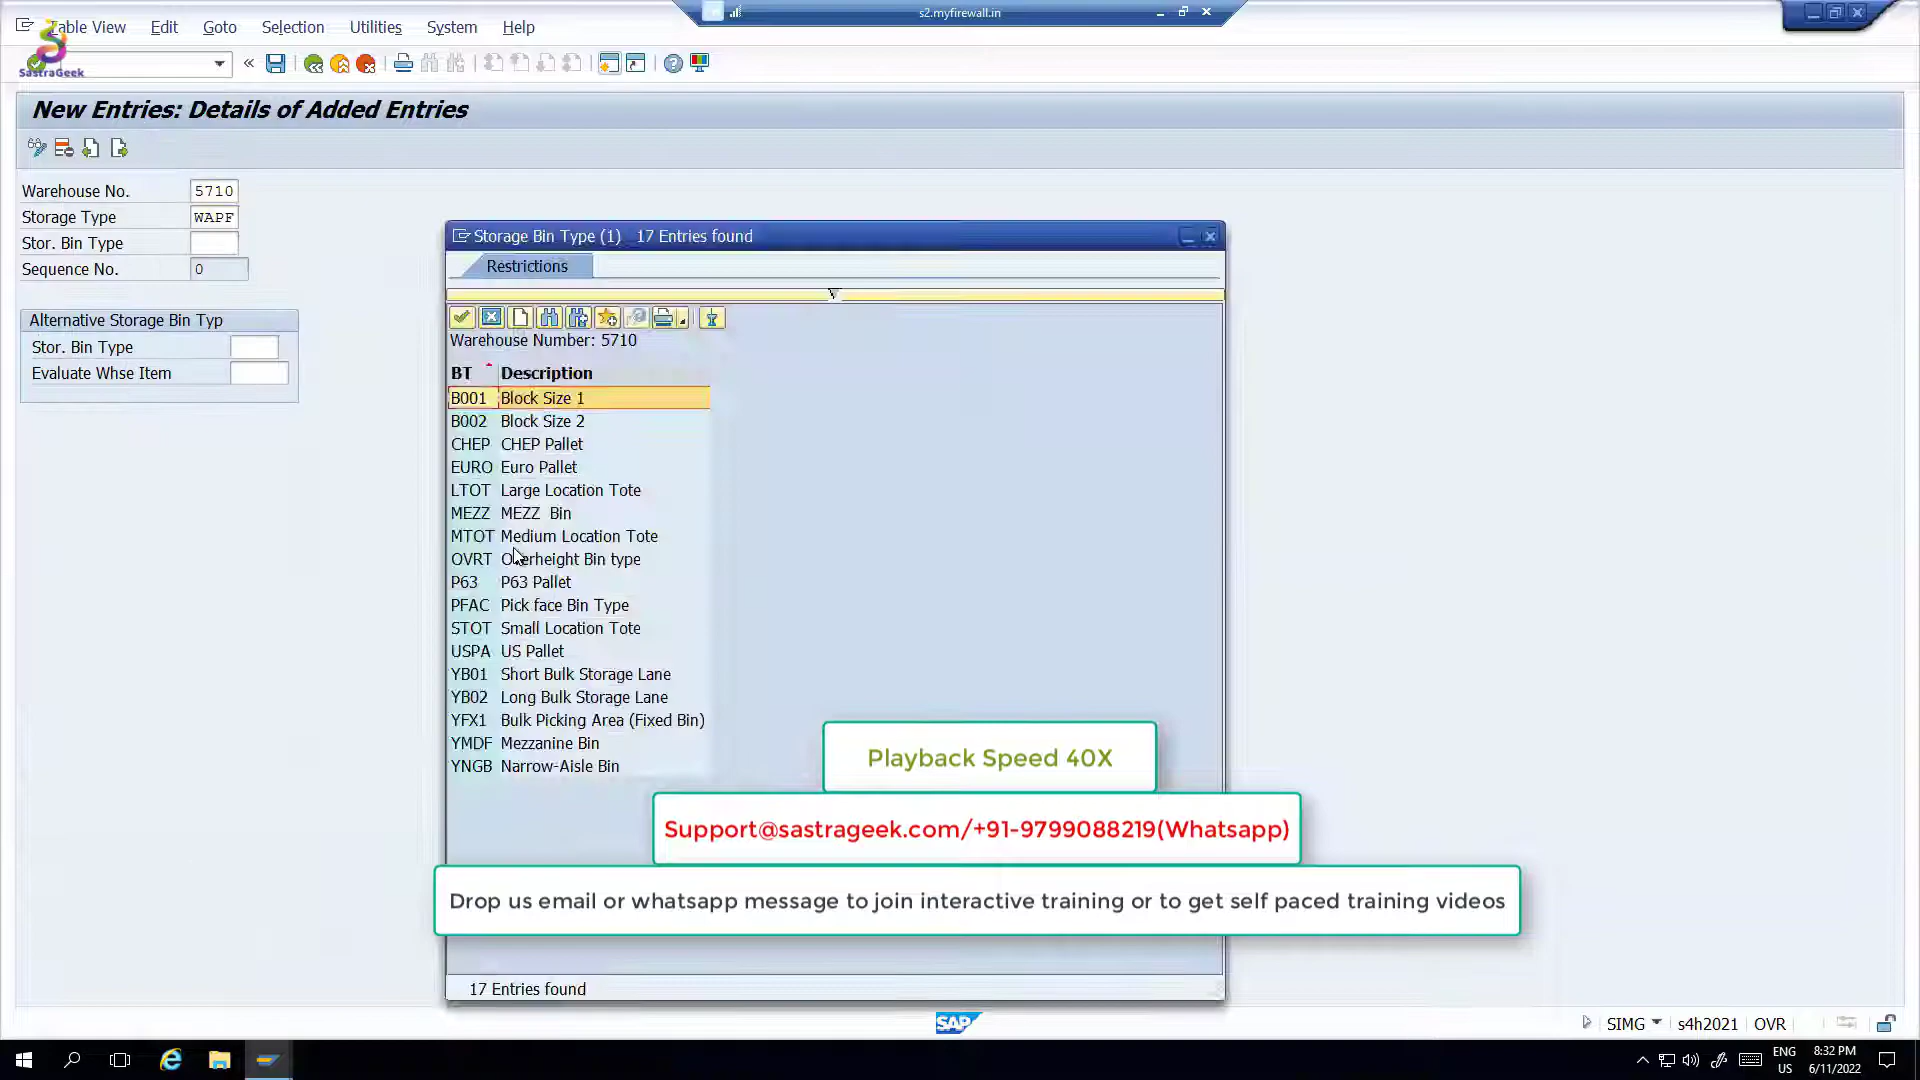 s2.myfirewall.in
Table View Edit Goto Selection Utilities System Help
SastraGeek
New Entries: Details of Added Entries
Warehouse No. 5710
Storage Type WAPF
Stor. Bin Type
Sequence No. 0
Alternative Storage Bin Typ
Stor. Bin Type
Evaluate Whse Item
Storage Bin Type (1) 17 Entries found
Restrictions
Warehouse Number: 5710
BT Description
B001 Block Size 1
B002 Block Size 2
CHEP CHEP Pallet
EURO Euro Pallet
LTOT Large Location Tote
MEZZ MEZZ Bin
MTOT Medium Location Tote
OVRT Overheight Bin type
P63 P63 Pallet
PFAC Pick face Bin Type
STOT Small Location Tote
USPA US Pallet
YB01 Short Bulk Storage Lane
YB02 Long Bulk Storage Lane
YFX1 Bulk Picking Area (Fixed Bin)
YMDF Mezzanine Bin
YNGB Narrow-Aisle Bin
Playback Speed 40X
Support@sastrageek.com/+91-9799088219(Whatsapp)
Drop us email or whatsapp message to join interactive training or to get self paced training videos
17 Entries found
SAP
SIMG s4h2021 OVR
ENG 8:32 PM
US 6/11/2022